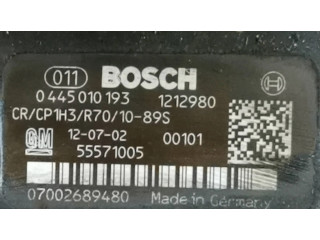 011 BOSCH
0 445 010 193 1212980
CR/CP1H3/R70/10-89S
GM 12-07-02 00101
55571005
07002689480 Made in Germany